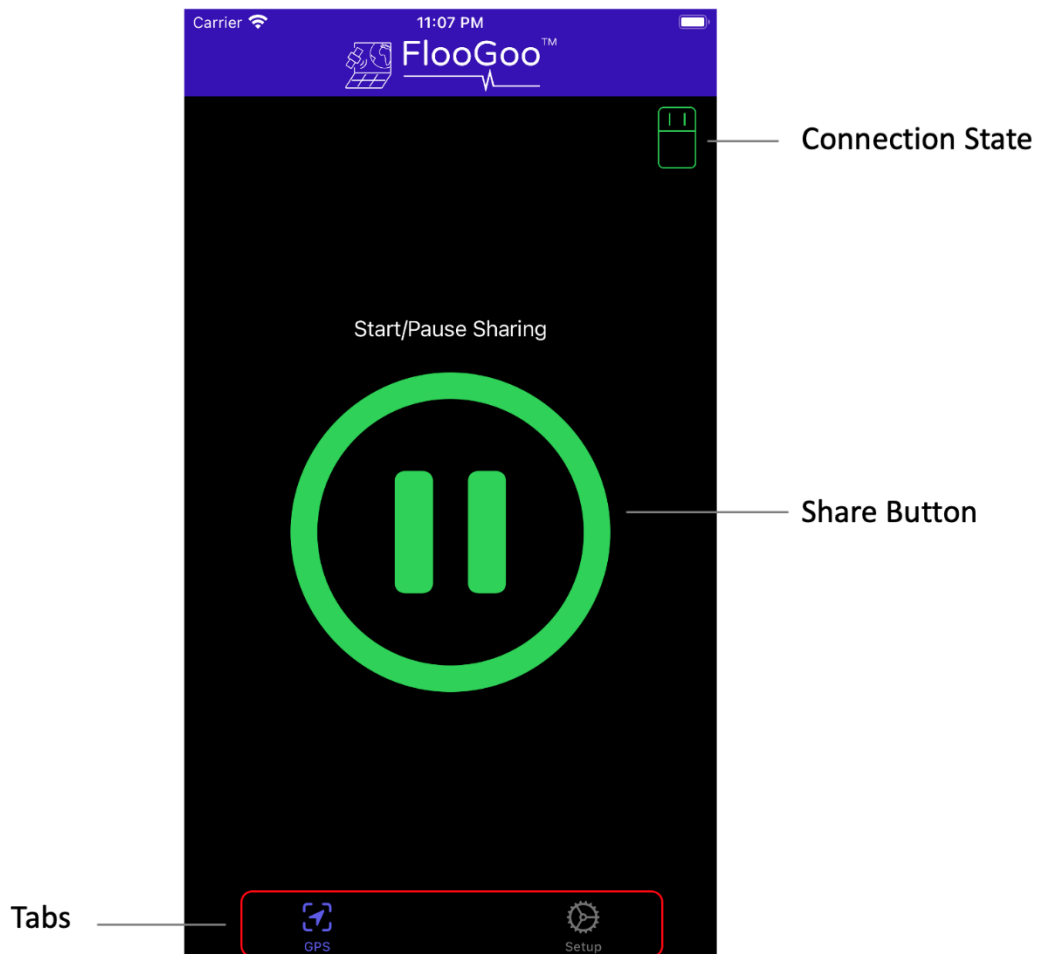 Carrier 11:07 PM
FlooGoo™
Connection State
Start/Pause Sharing
Share Button
Tabs
GPS Setup